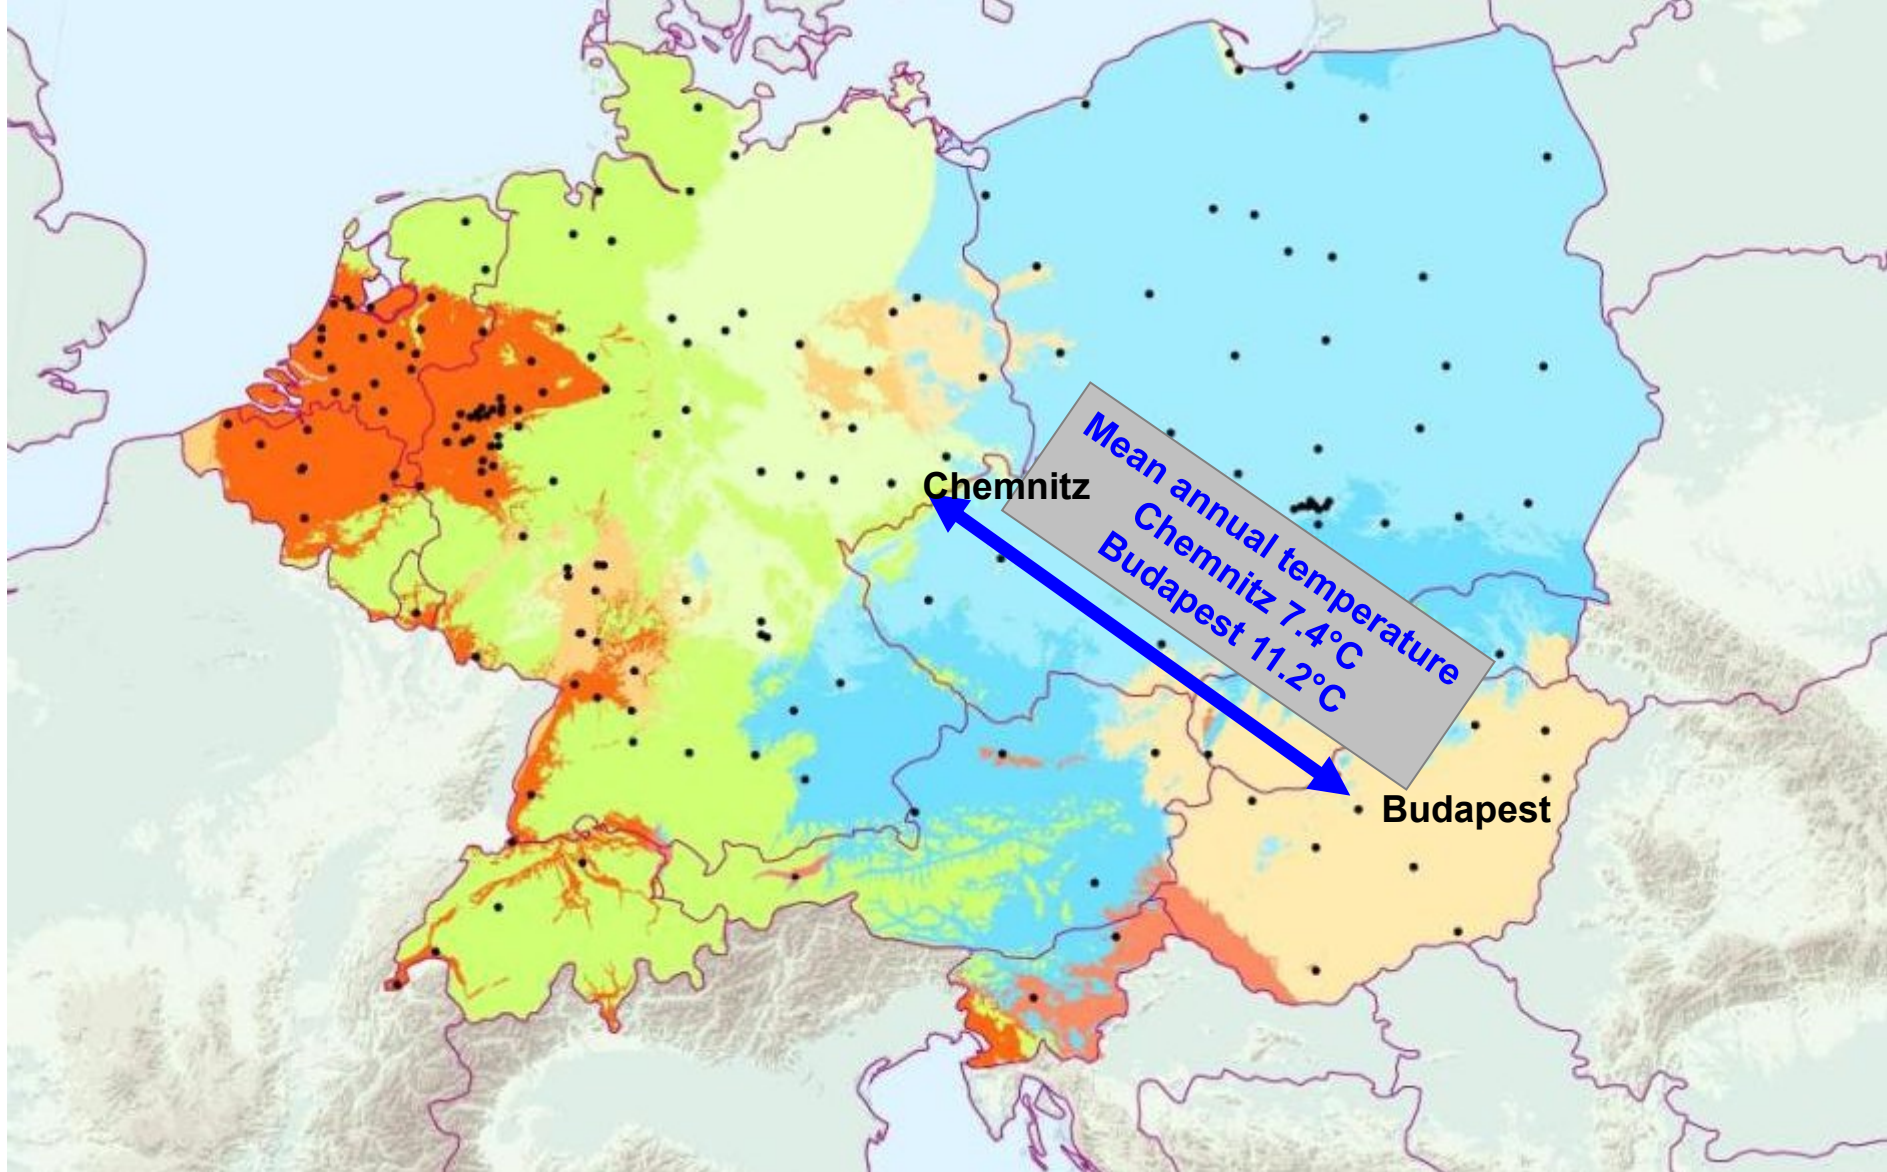 Chemnitz
Mean annual temperature
Chemnitz 7.4°C
Budapest 11.2°C
Budapest